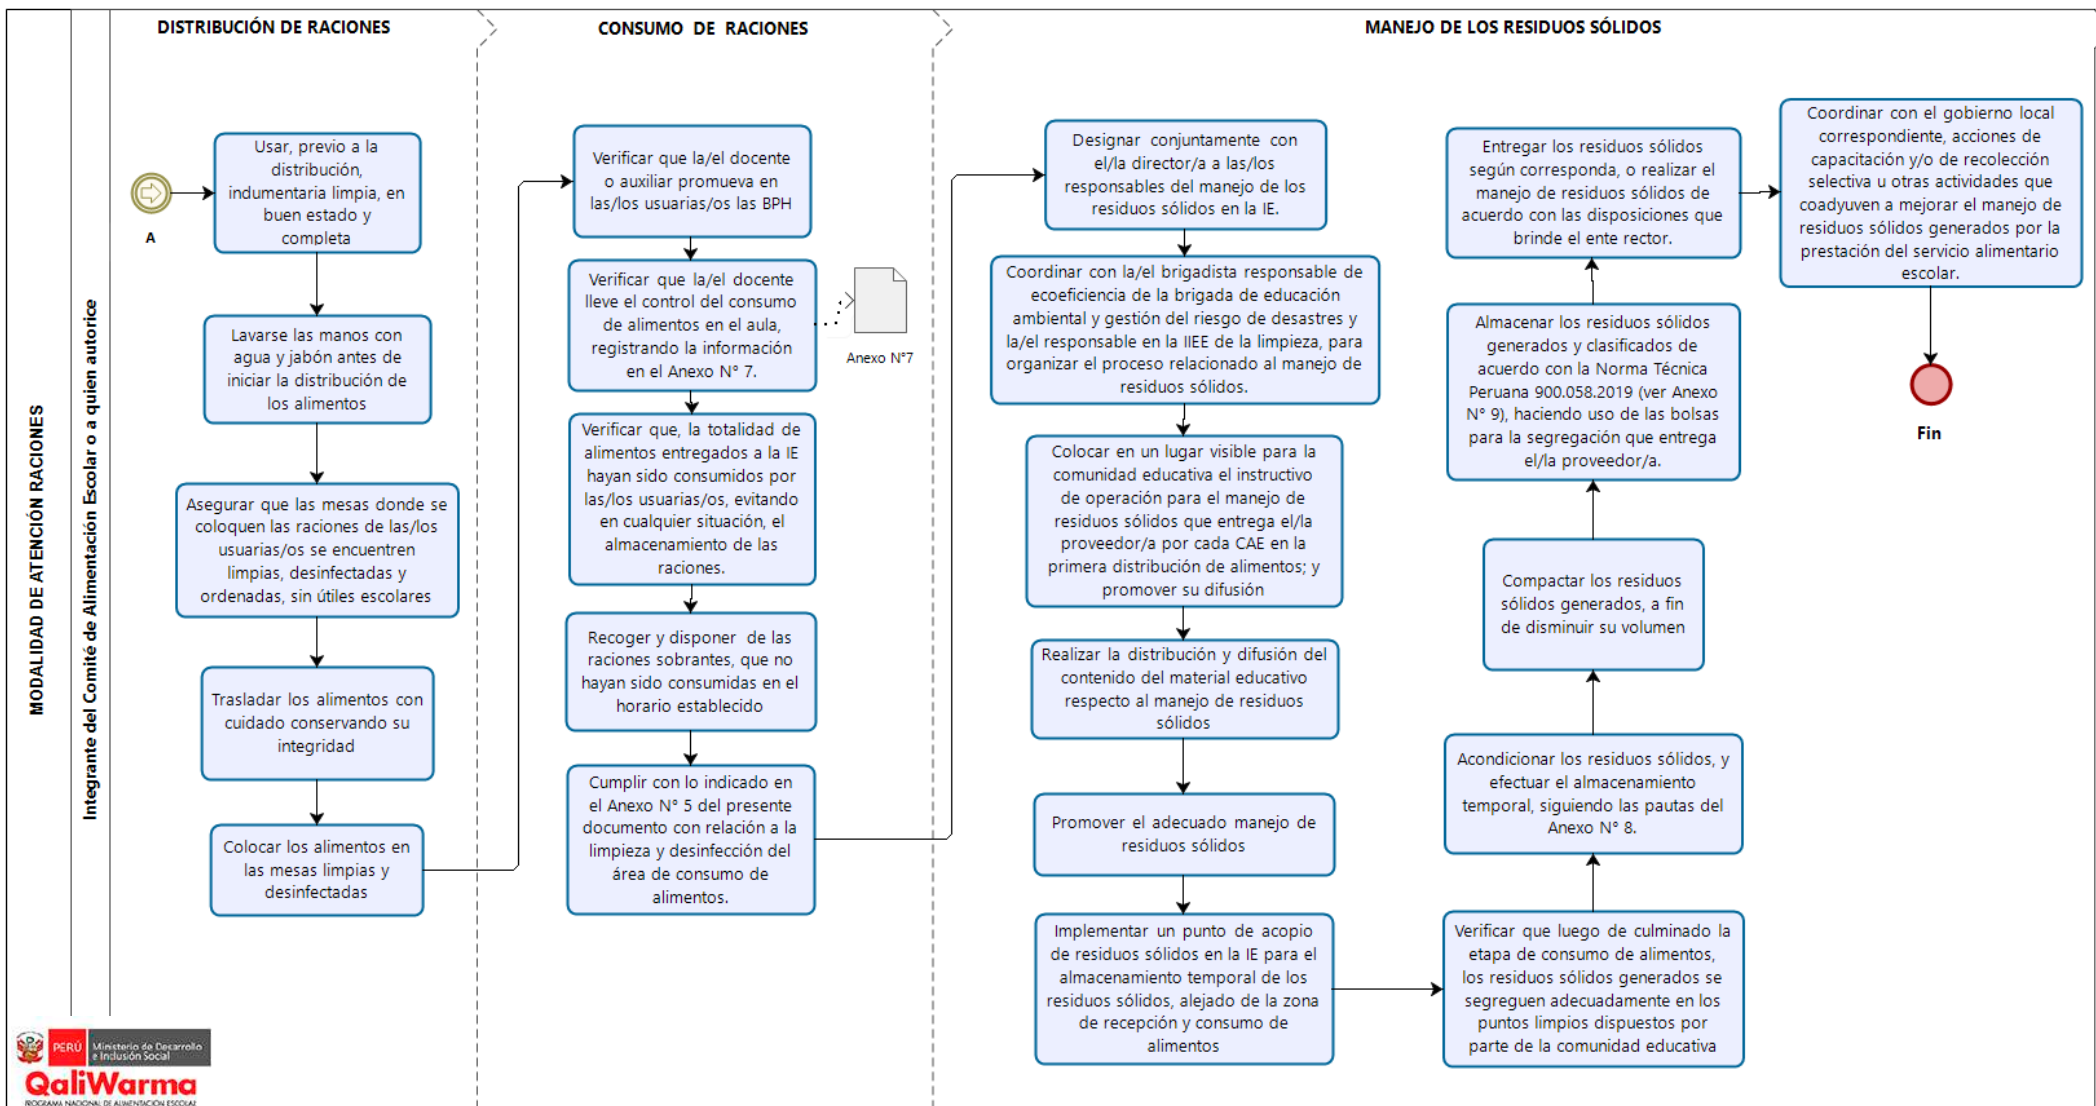 DISTRIBUCIÓN DE RACIONES
CONSUMO DE RACIONES
MANEJO DE LOS RESIDUOS SÓLIDOS
MODALIDAD DE ATENCIÓN RACIONES
Integrante del Comité de Alimentación Escolar o a quien autorice
A
Usar, previo a la
distribución,
indumentaria limpia, en
buen estado y
completa
Lavarse las manos con
agua y jabón antes de
iniciar la distribución de
los alimentos
Asegurar que las mesas donde se
coloquen las raciones de las/los
usuarias/os se encuentren
limpias, desinfectadas y
ordenadas, sin útiles escolares
Trasladar los alimentos con
cuidado conservando su
integridad
Colocar los alimentos en
las mesas limpias y
desinfectadas
Verificar que la/el docente
o auxiliar promueva en
las/los usuarias/os las BPH
Verificar que la/el docente
lleve el control del consumo
de alimentos en el aula,
registrando la información
en el Anexo N° 7.
Anexo N°7
Verificar que, la totalidad de
alimentos entregados a la IE
hayan sido consumidos por
las/los usuarias/os, evitando
en cualquier situación, el
almacenamiento de las
raciones.
Recoger y disponer de las
raciones sobrantes, que no
hayan sido consumidas en el
horario establecido
Cumplir con lo indicado en
el Anexo N° 5 del presente
documento con relación a la
limpieza y desinfección del
área de consumo de
alimentos.
Designar conjuntamente con
el/la director/a a las/los
responsables del manejo de los
residuos sólidos en la IE.
Coordinar con la/el brigadista responsable de
ecoeficiencia de la brigada de educación
ambiental y gestión del riesgo de desastres y
la/el responsable en la IIEE de la limpieza, para
organizar el proceso relacionado al manejo de
residuos sólidos.
Colocar en un lugar visible para la
comunidad educativa el instructivo
de operación para el manejo de
residuos sólidos que entrega el/la
proveedor/a por cada CAE en la
primera distribución de alimentos; y
promover su difusión
Realizar la distribución y difusión del
contenido del material educativo
respecto al manejo de residuos
sólidos
Promover el adecuado manejo de
residuos sólidos
Implementar un punto de acopio
de residuos sólidos en la IE para el
almacenamiento temporal de los
residuos sólidos, alejado de la zona
de recepción y consumo de
alimentos
Verificar que luego de culminado la
etapa de consumo de alimentos,
los residuos sólidos generados se
segreguen adecuadamente en los
puntos limpios dispuestos por
parte de la comunidad educativa
Acondicionar los residuos sólidos, y
efectuar el almacenamiento
temporal, siguiendo las pautas del
Anexo N° 8.
Compactar los residuos
sólidos generados, a fin
de disminuir su volumen
Almacenar los residuos sólidos
generados y clasificados de
acuerdo con la Norma Técnica
Peruana 900.058.2019 (ver Anexo
N° 9), haciendo uso de las bolsas
para la segregación que entrega
el/la proveedor/a.
Entregar los residuos sólidos
según corresponda, o realizar el
manejo de residuos sólidos de
acuerdo con las disposiciones que
brinde el ente rector.
Coordinar con el gobierno local
correspondiente, acciones de
capacitación y/o de recolección
selectiva u otras actividades que
coadyuven a mejorar el manejo de
residuos sólidos generados por la
prestación del servicio alimentario
escolar.
Fin
PERÚ
Ministerio de Desarrollo
e Inclusión Social
QaliWarma
PROGRAMA NACIONAL DE ALIMENTACIÓN ESCOLAR